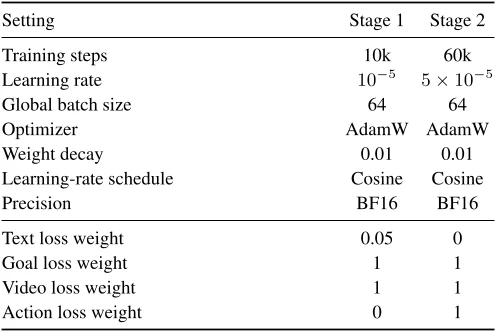 Setting Stage 1 Stage 2
Training steps 10k 60k
Learning rate 10⁻⁵ 5 × 10⁻⁵
Global batch size 64 64
Optimizer AdamW AdamW
Weight decay 0.01 0.01
Learning-rate schedule Cosine Cosine
Precision BF16 BF16
Text loss weight 0.05 0
Goal loss weight 1 1
Video loss weight 1 1
Action loss weight 0 1